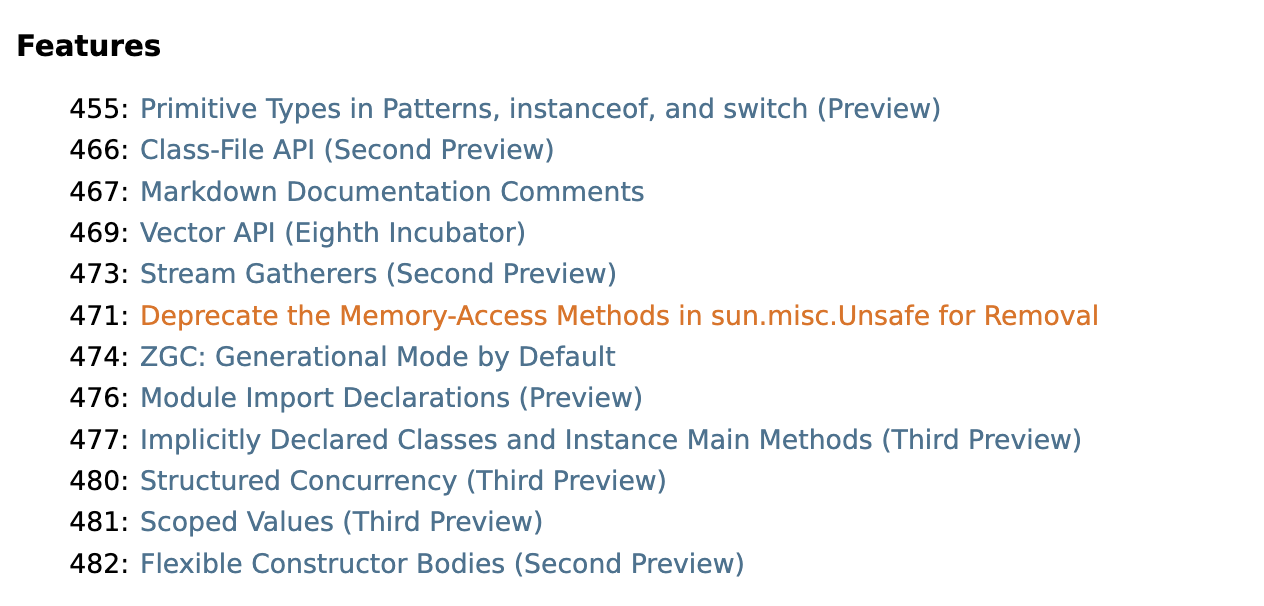 Features
455: Primitive Types in Patterns, instanceof, and switch (Preview)
466: Class-File API (Second Preview)
467: Markdown Documentation Comments
469: Vector API (Eighth Incubator)
473: Stream Gatherers (Second Preview)
471: Deprecate the Memory-Access Methods in sun.misc.Unsafe for Removal
474: ZGC: Generational Mode by Default
476: Module Import Declarations (Preview)
477: Implicitly Declared Classes and Instance Main Methods (Third Preview)
480: Structured Concurrency (Third Preview)
481: Scoped Values (Third Preview)
482: Flexible Constructor Bodies (Second Preview)